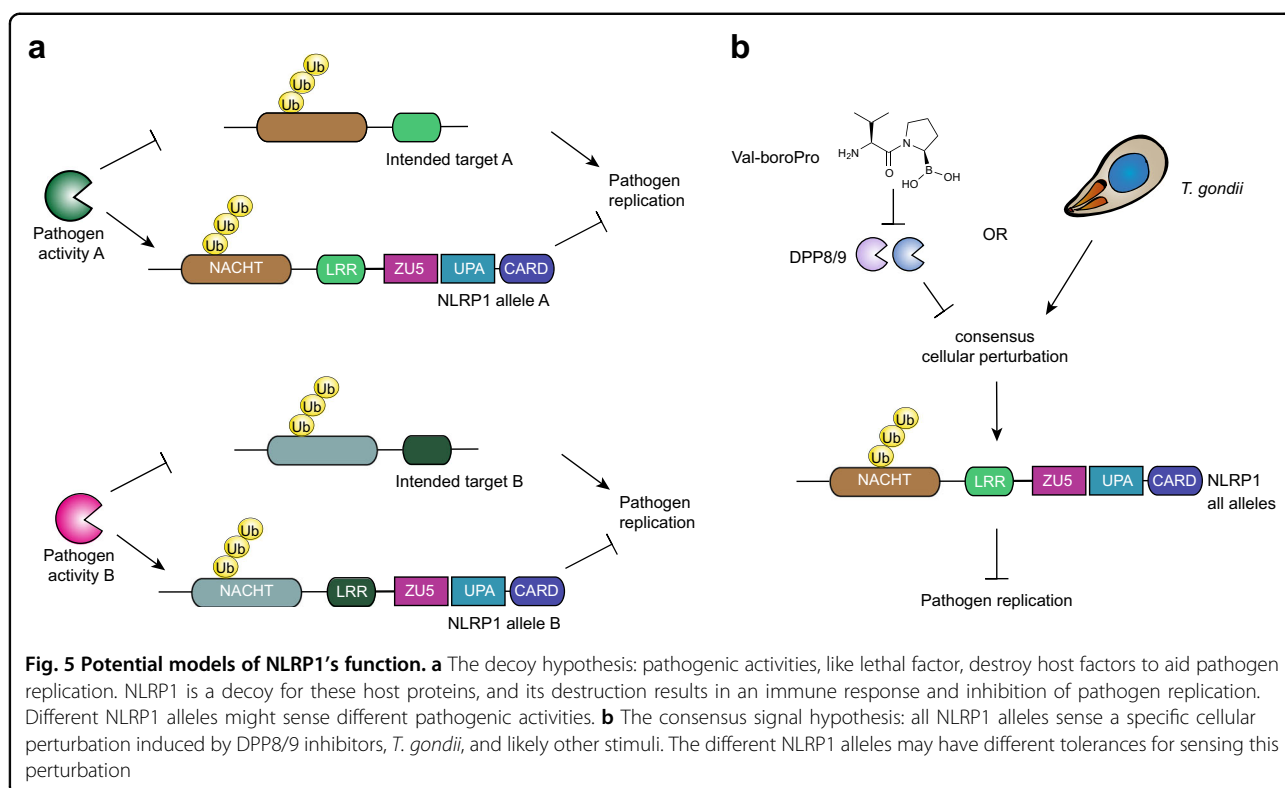 a
Ub
Ub
Ub
Intended target A
Pathogen
activity A
Pathogen
replication
Ub
Ub
Ub
NACHT
LRR
ZU5
UPA
CARD
NLRP1 allele A
Ub
Ub
Ub
Intended target B
Pathogen
activity B
Pathogen
replication
Ub
Ub
Ub
NACHT
LRR
ZU5
UPA
CARD
NLRP1 allele B
b
Val-boroPro
H₂N
N
O
B
HO
OH
T. gondii
OR
DPP8/9
consensus
cellular perturbation
Ub
Ub
Ub
NACHT
LRR
ZU5
UPA
CARD
NLRP1
all alleles
Pathogen replication
Fig. 5 Potential models of NLRP1's function. a The decoy hypothesis: pathogenic activities, like lethal factor, destroy host factors to aid pathogen
replication. NLRP1 is a decoy for these host proteins, and its destruction results in an immune response and inhibition of pathogen replication.
Different NLRP1 alleles might sense different pathogenic activities. b The consensus signal hypothesis: all NLRP1 alleles sense a specific cellular
perturbation induced by DPP8/9 inhibitors, T. gondii, and likely other stimuli. The different NLRP1 alleles may have different tolerances for sensing this
perturbation